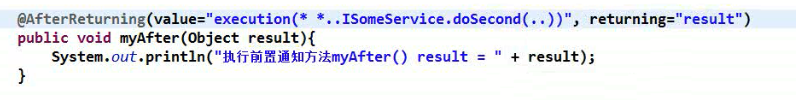 @AfterReturning(value="execution(* *..ISomeService.doSecond(..))", returning="result")
public void myAfter(Object result){
    System.out.println("执行前置通知方法myAfter() result = " + result);
}